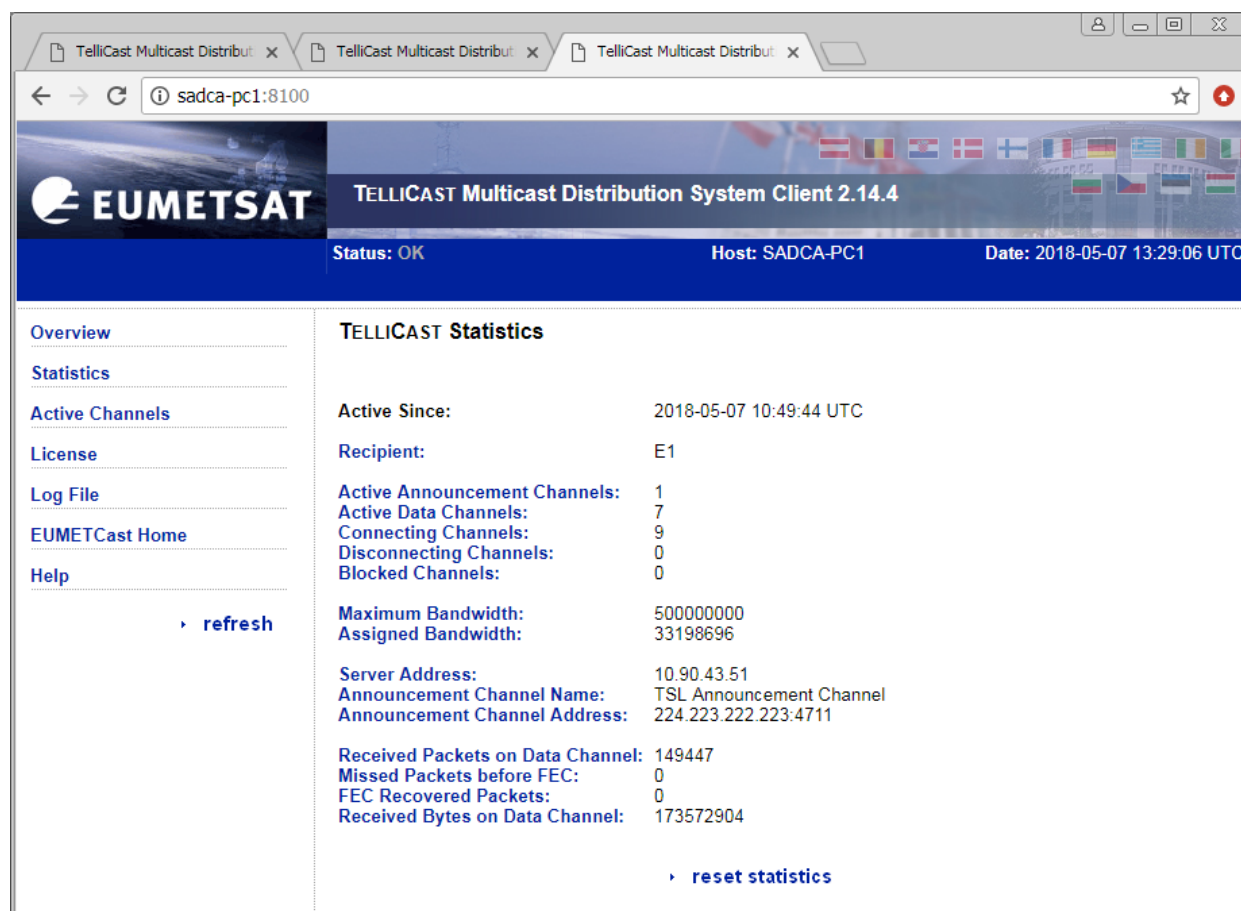 TelliCast Multicast Distribut
TelliCast Multicast Distribut
TelliCast Multicast Distribut
sadca-pc1:8100
EUMETSAT
TELLICAST Multicast Distribution System Client 2.14.4
Status: OK Host: SADCA-PC1 Date: 2018-05-07 13:29:06 UTC
Overview
Statistics
Active Channels
License
Log File
EUMETCast Home
Help
refresh
TELLICAST Statistics
Active Since: 2018-05-07 10:49:44 UTC
Recipient: E1
Active Announcement Channels: 1
Active Data Channels: 7
Connecting Channels: 9
Disconnecting Channels: 0
Blocked Channels: 0
Maximum Bandwidth: 500000000
Assigned Bandwidth: 33198696
Server Address: 10.90.43.51
Announcement Channel Name: TSL Announcement Channel
Announcement Channel Address: 224.223.222.223:4711
Received Packets on Data Channel: 149447
Missed Packets before FEC: 0
FEC Recovered Packets: 0
Received Bytes on Data Channel: 173572904
reset statistics